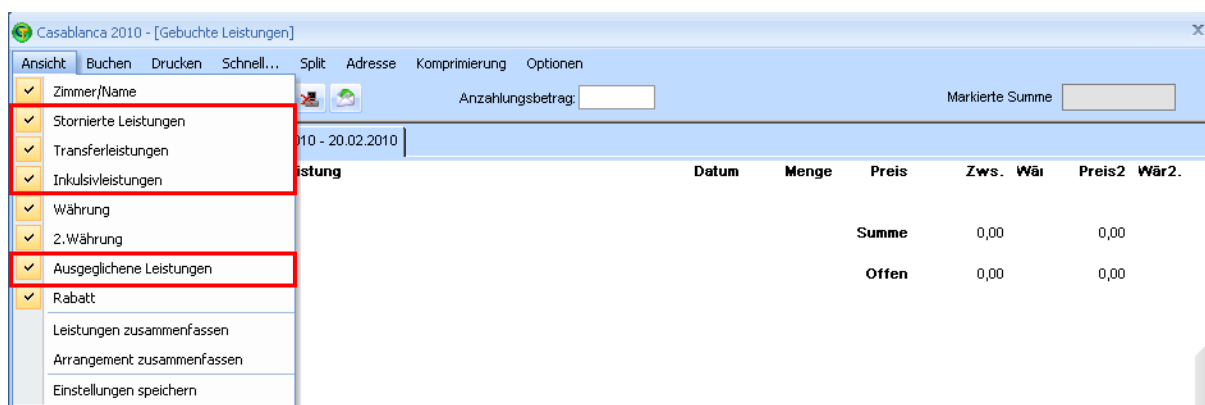 Casablanca 2010 - [Gebuchte Leistungen]
Ansicht Buchen Drucken Schnell... Split Adresse Komprimierung Optionen
Zimmer/Name
Stornierte Leistungen
Transferleistungen
Inkulsivleistungen
Währung
2.Währung
Ausgeglichene Leistungen
Rabatt
Leistungen zusammenfassen
Arrangement zusammenfassen
Einstellungen speichern
Anzahlungsbetrag: Markierte Summe
010 - 20.02.2010
istung Datum Menge Preis Zws. Wäi Preis2 Wär2.
Summe 0,00 0,00
Offen 0,00 0,00